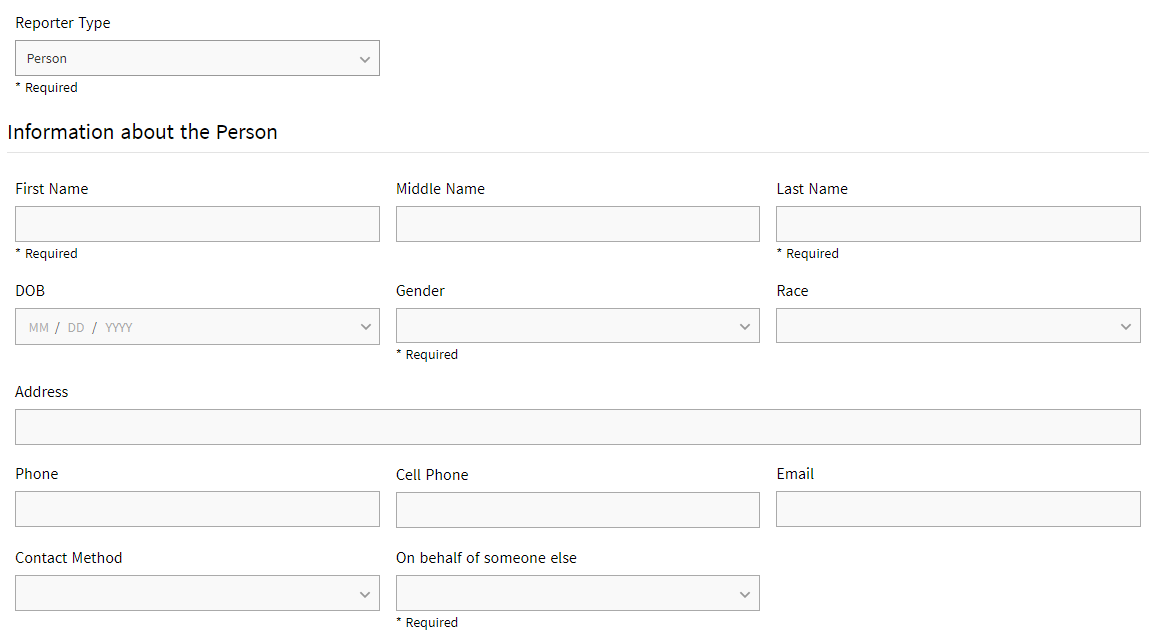 Reporter Type
Person
* Required
Information about the Person
First Name
Middle Name
Last Name
* Required
* Required
DOB
Gender
Race
MM / DD / YYYY
* Required
Address
Phone
Cell Phone
Email
Contact Method
On behalf of someone else
* Required